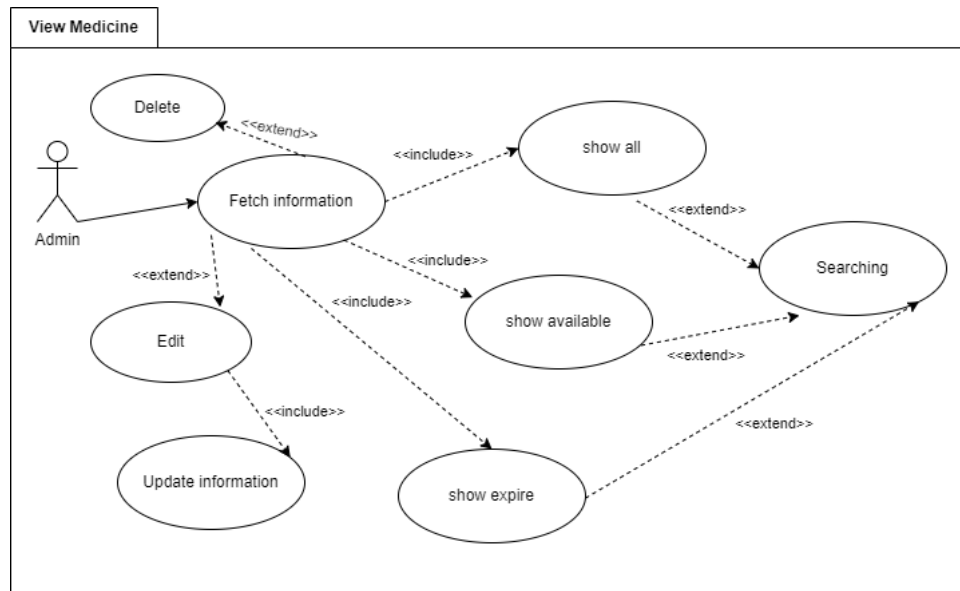 View Medicine
Delete
<<extend>>
show all
<<include>>
Fetch information
<<extend>>
Admin
<<include>>
Searching
<<extend>>
<<include>>
show available
Edit
<<extend>>
<<include>>
<<extend>>
Update information
show expire